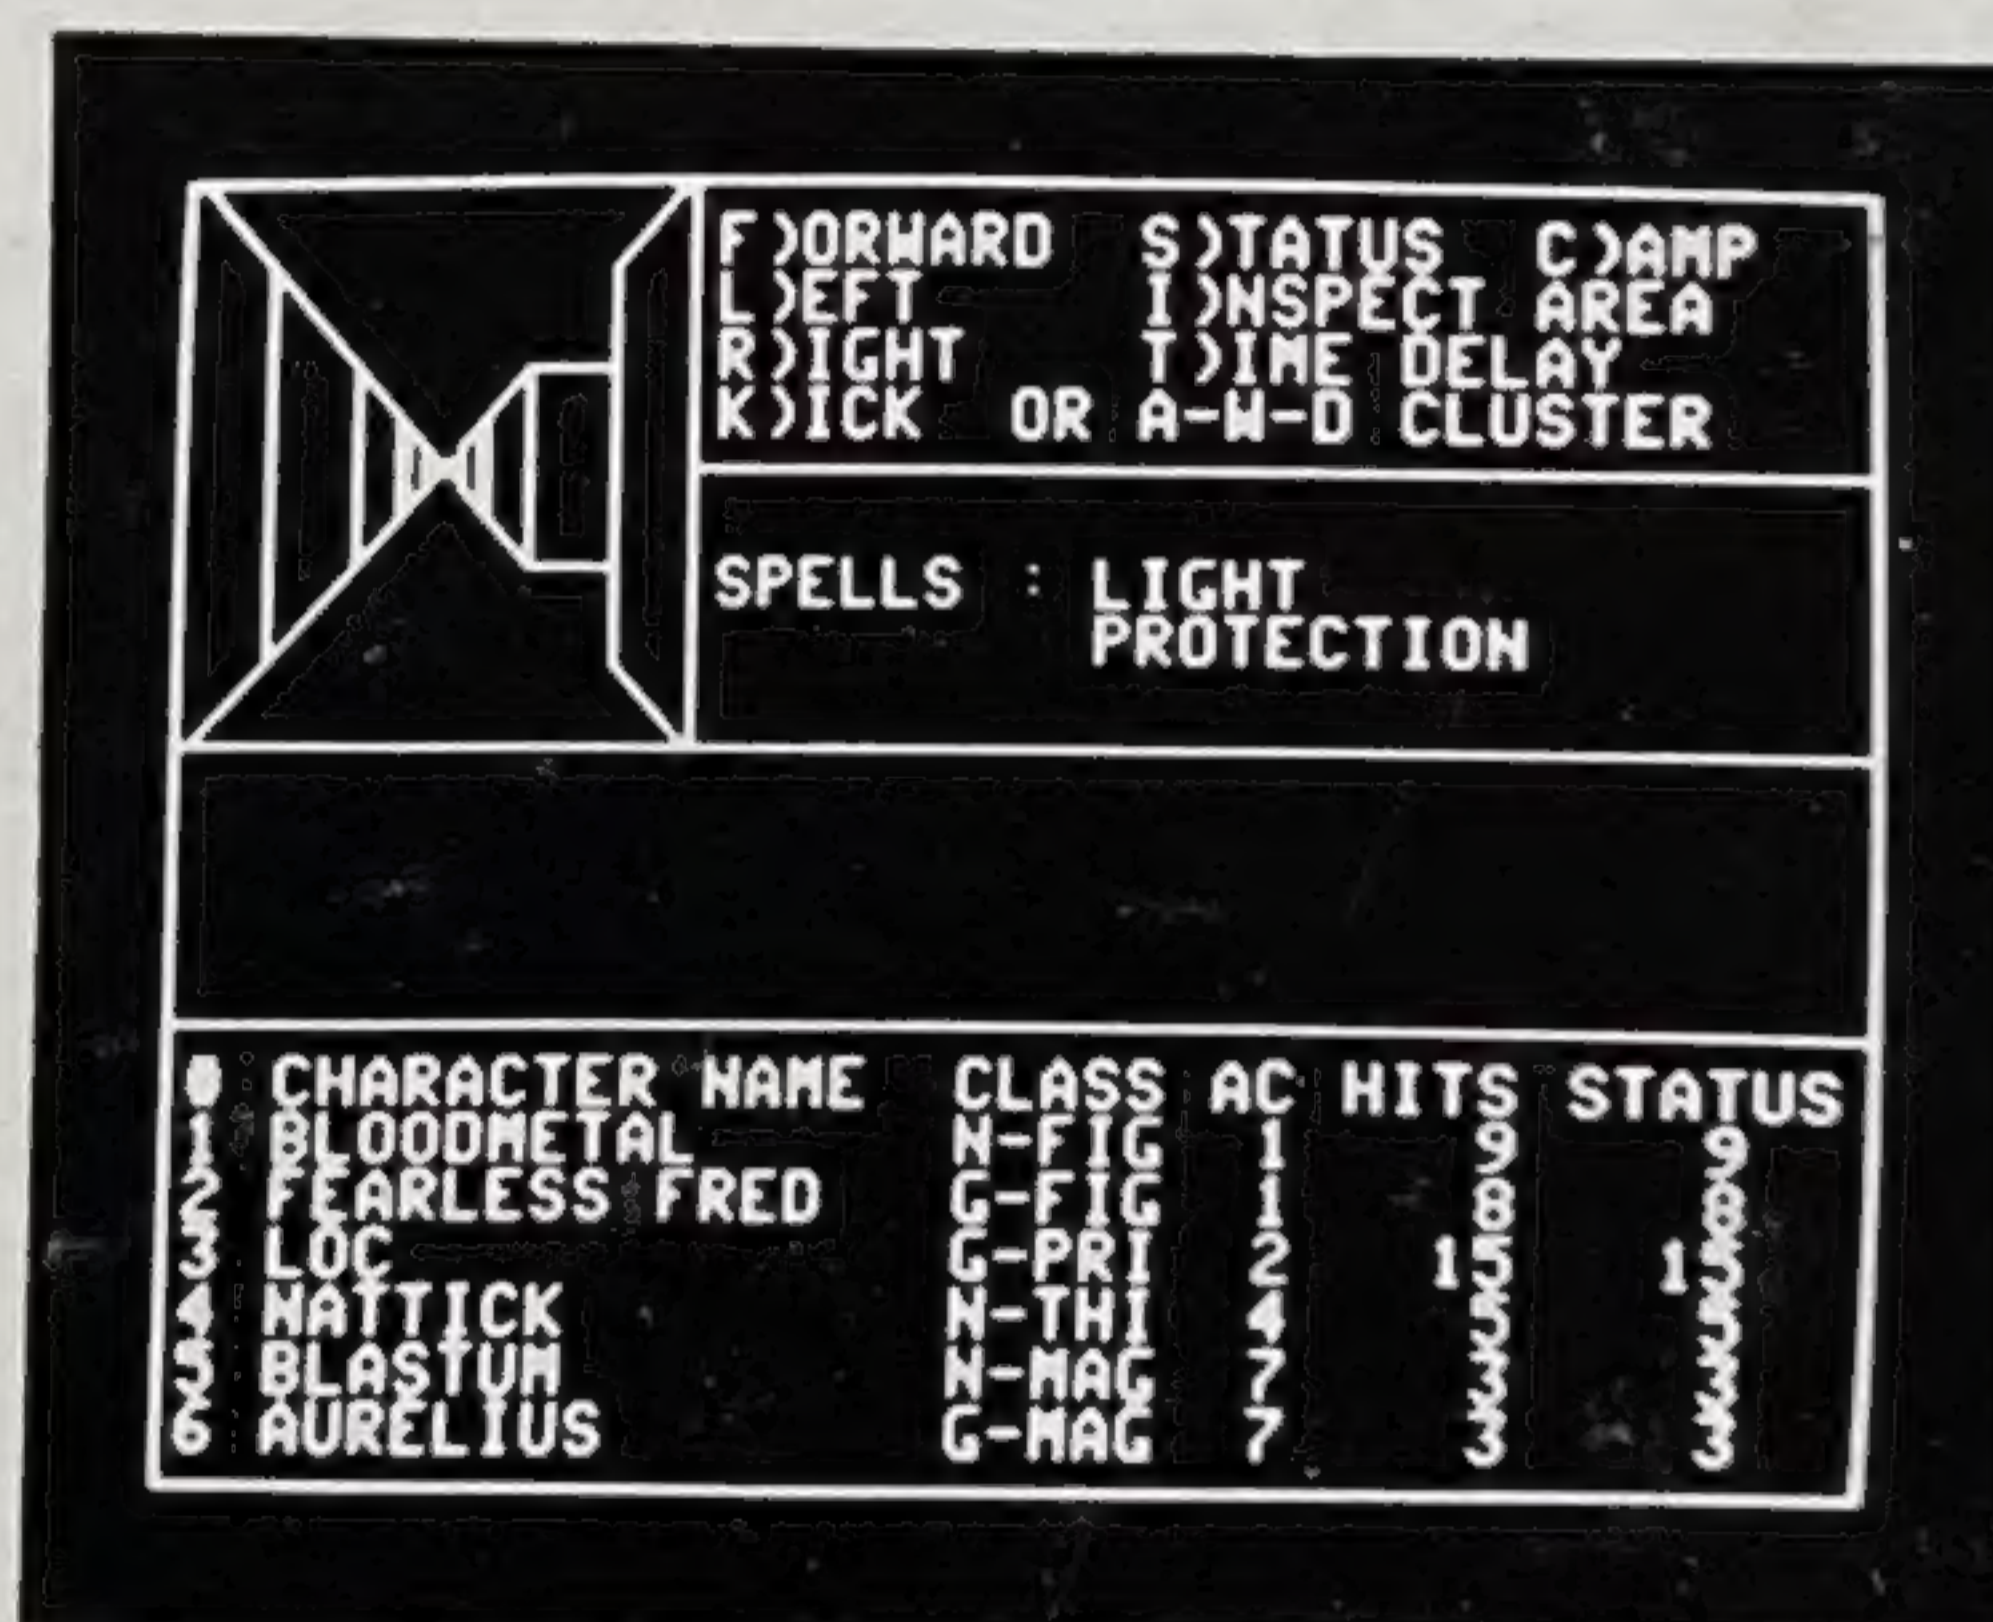 F)ORWARD S)TATUS C)AMP
L)EFT I)NSPECT AREA
R)IGHT T)IME DELAY
K)ICK OR A-W-D CLUSTER
SPELLS : LIGHT
PROTECTION
# CHARACTER NAME CLASS AC HITS STATUS
1 BLOODMETAL N-FIG 1 9 9
2 FEARLESS FRED G-FIG 1 8 8
3 LOC G-PRI 2 15 15
4 MATTICK N-THI 4 5 5
5 BLASTUM N-MAG 7 3 3
6 AURELIUS G-MAG 7 3 3